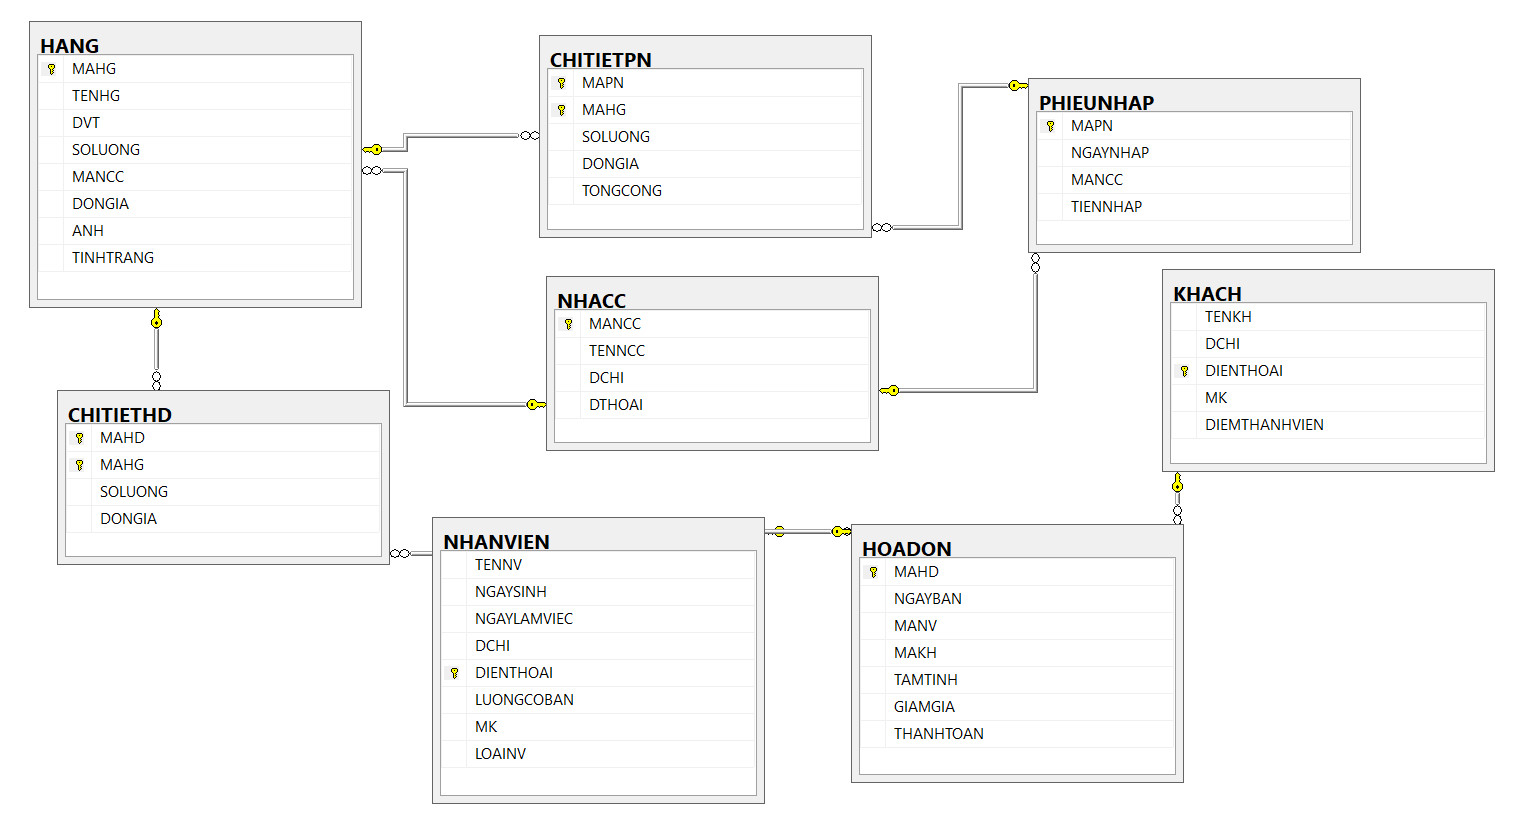 HANG
MAHG
TENHG
DVT
SOLUONG
MANCC
DONGIA
ANH
TINHTRANG
CHITIETPN
MAPN
MAHG
SOLUONG
DONGIA
TONGCONG
PHIEUNHAP
MAPN
NGAYNHAP
MANCC
TIENNHAP
NHACC
MANCC
TENNCC
DCHI
DTHOAI
KHACH
TENKH
DCHI
DIENTHOAI
MK
DIEMTHANHVIEN
CHITIETHD
MAHD
MAHG
SOLUONG
DONGIA
NHANVIEN
TENNV
NGAYSINH
NGAYLAMVIEC
DCHI
DIENTHOAI
LUONGCOBAN
MK
LOAINV
HOADON
MAHD
NGAYBAN
MANV
MAKH
TAMTINH
GIAMGIA
THANHTOAN